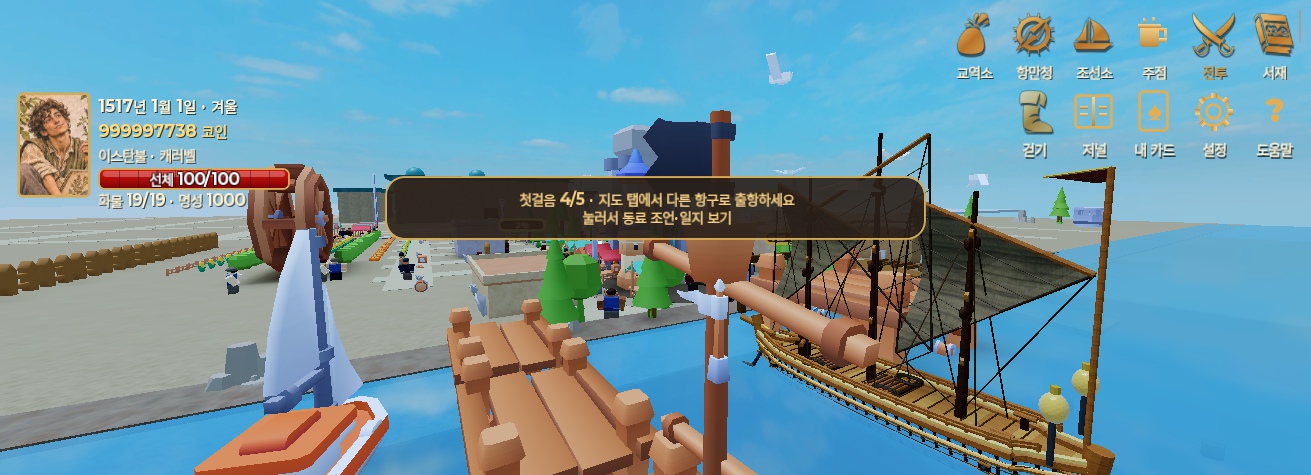 교역소
항만청
조선소
주점
전투
서재
걷기
저널
내 카드
설정
도움말
1517년 1월 1일 · 겨울
999997738 코인
이스탄불 · 캐러벨
선체 100/100
화물 19/19 · 명성 1000
첫걸음 4/5 · 지도 탭에서 다른 항구로 출항하세요
눌러서 동료 조언·일지 보기